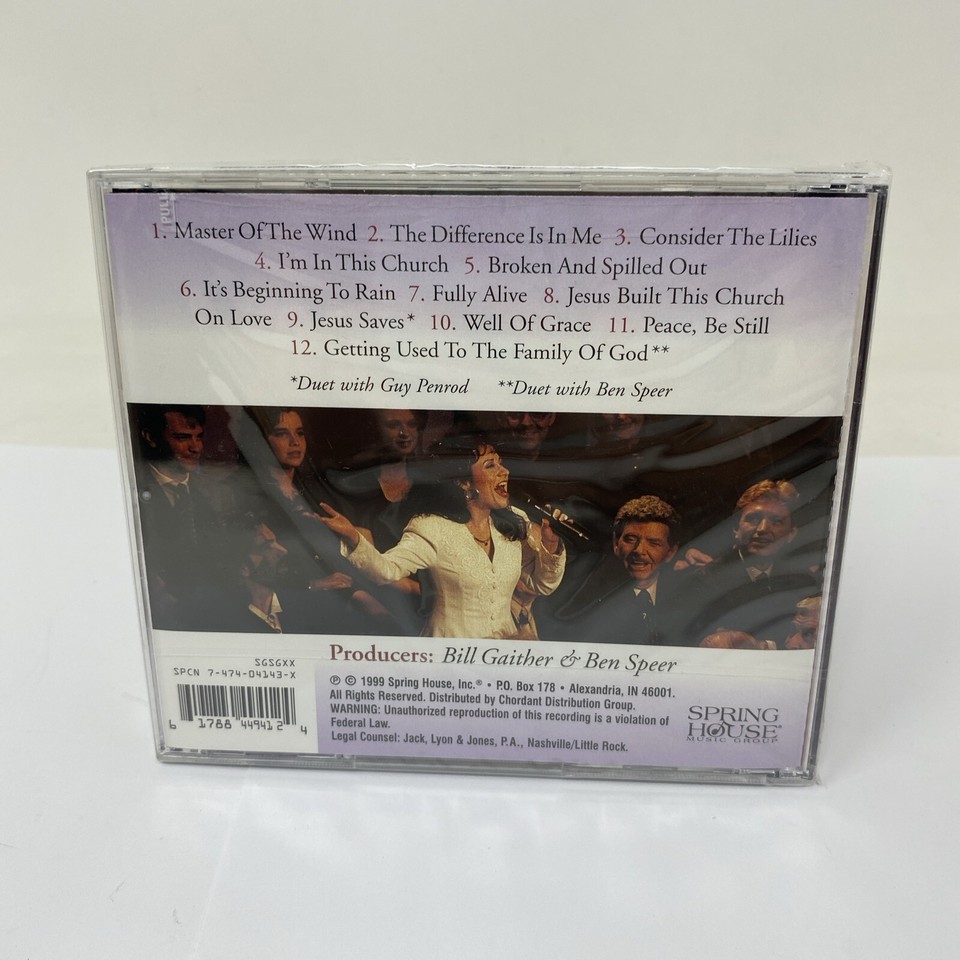 PULL
1. Master Of The Wind 2. The Difference Is In Me 3. Consider The Lilies
4. I'm In This Church 5. Broken And Spilled Out
6. It's Beginning To Rain 7. Fully Alive 8. Jesus Built This Church
On Love 9. Jesus Saves* 10. Well Of Grace 11. Peace, Be Still
12. Getting Used To The Family Of God**
*Duet with Guy Penrod **Duet with Ben Speer
Producers: Bill Gaither & Ben Speer
SGSGXX
SPCN 7-474-04143-X
6 17884 49412 4
℗ © 1999 Spring House, Inc.® • P.O. Box 178 • Alexandria, IN 46001.
All Rights Reserved. Distributed by Chordant Distribution Group.
WARNING: Unauthorized reproduction of this recording is a violation of
Federal Law.
Legal Counsel: Jack, Lyon & Jones, P.A., Nashville/Little Rock.
SPRING
HOUSE®
MUSIC GROUP